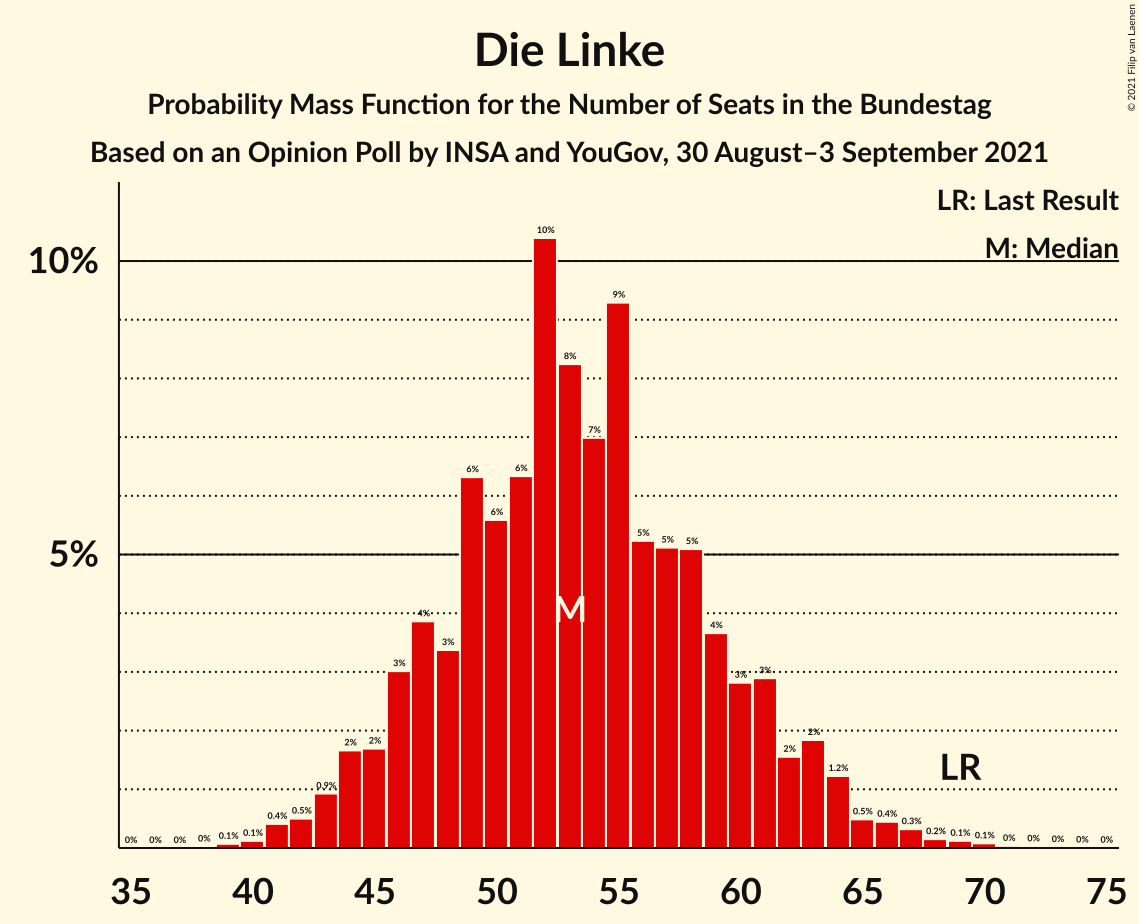 © 2021 Filip van Laenen
Die Linke
Probability Mass Function for the Number of Seats in the Bundestag
Based on an Opinion Poll by INSA and YouGov, 30 August–3 September 2021
LR: Last Result
M: Median
10%
5%
0% 0% 0% 0% 0.1% 0.1% 0.4% 0.5% 0.9% 2% 2% 3% 4% 3% 6% 6% 6% 10% 8% 7% 9% 5% 5% 5% 4% 3% 3% 2% 2% 1.2% 0.5% 0.4% 0.3% 0.2% 0.1% 0.1% 0% 0% 0% 0% 0%
M
LR
35 40 45 50 55 60 65 70 75